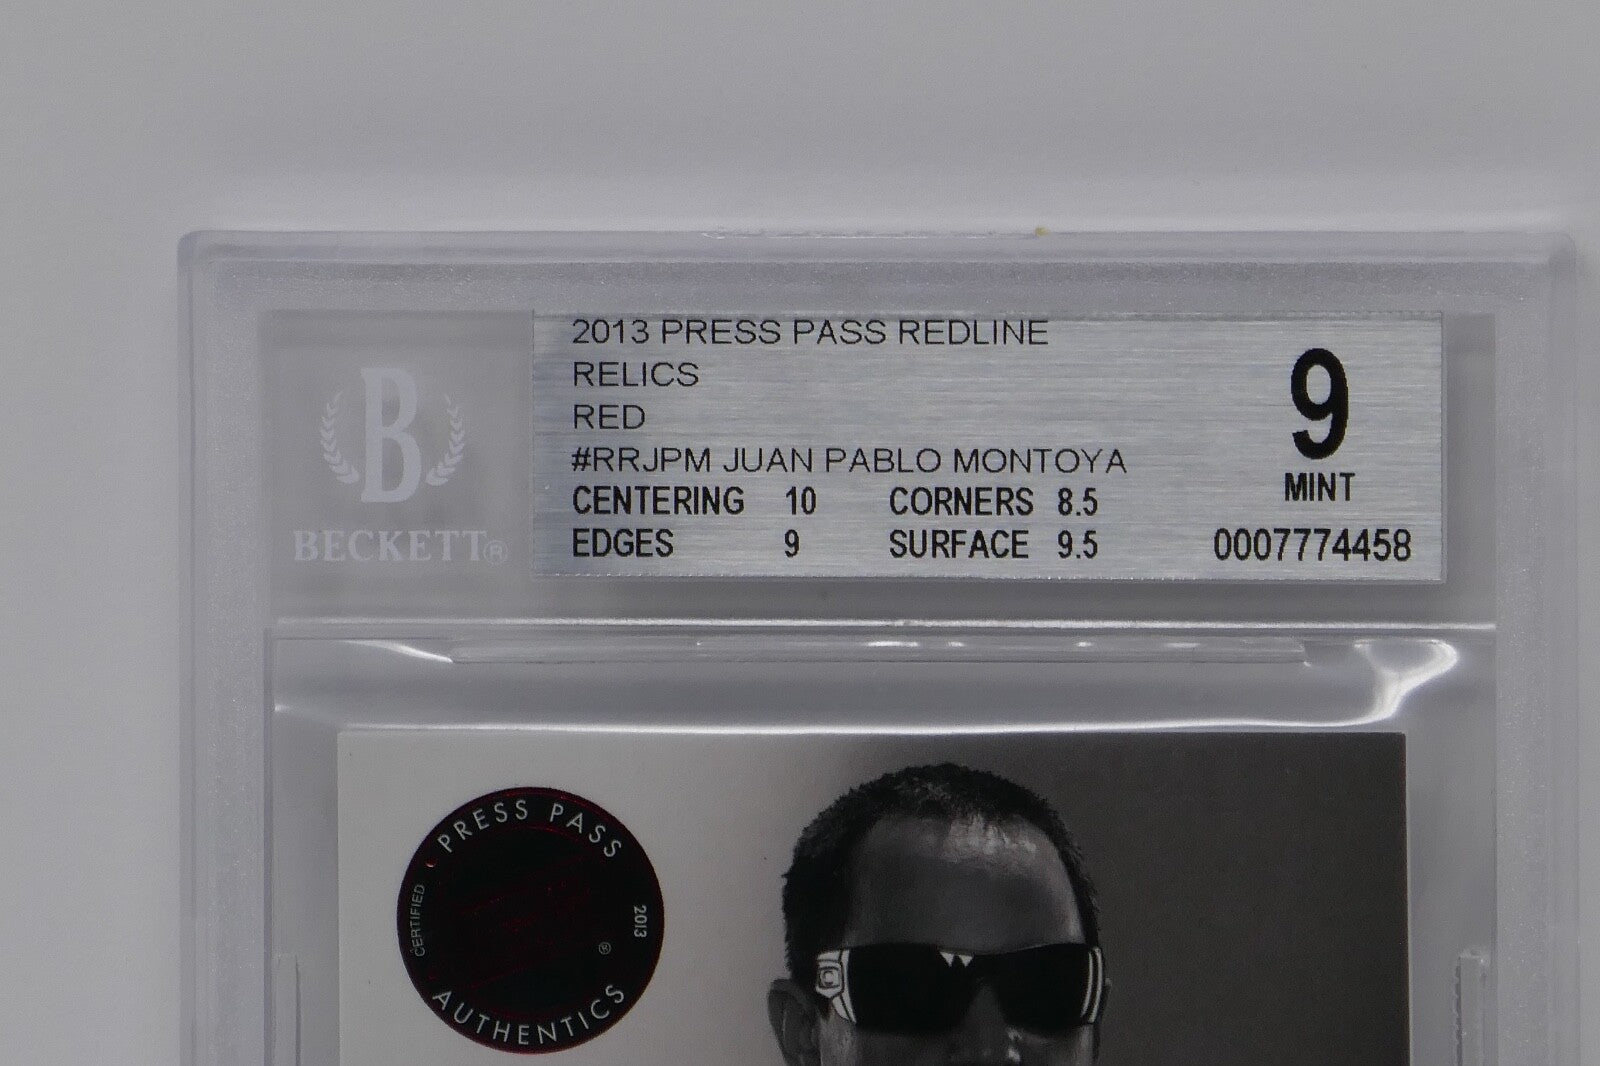 2013 PRESS PASS REDLINE
RELICS
RED
#RRJPM JUAN PABLO MONTOYA
CENTERING 10 CORNERS 8.5
EDGES 9 SURFACE 9.5
9
MINT
0007774458
B
BECKETT®
PRESS PASS
CERTIFIED
2013
®
AUTHENTICS